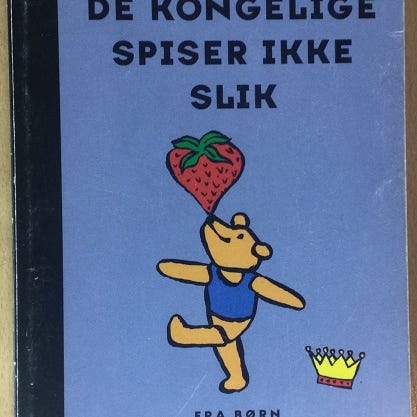 DE KONGELIGE
SPISER IKKE
SLIK
FRA BØRN